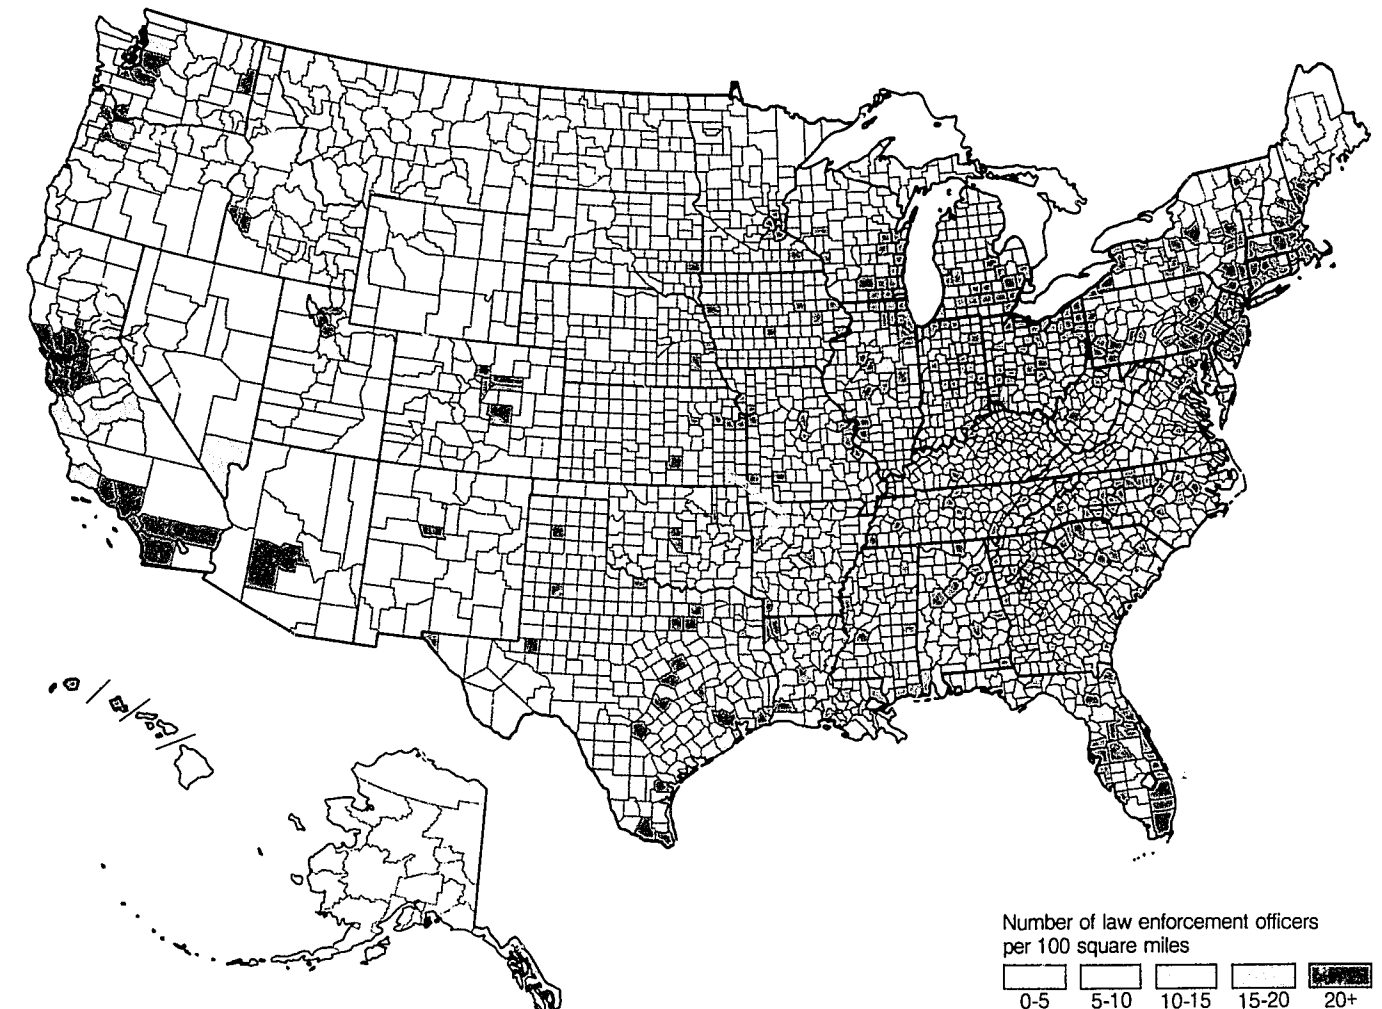 Number of law enforcement officers
per 100 square miles
0-5 5-10 10-15 15-20 20+